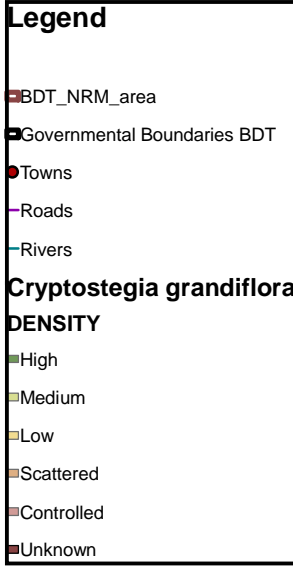 Legend
BDT_NRM_area
Governmental Boundaries BDT
Towns
Roads
Rivers
Cryptostegia grandiflora
DENSITY
High
Medium
Low
Scattered
Controlled
Unknown